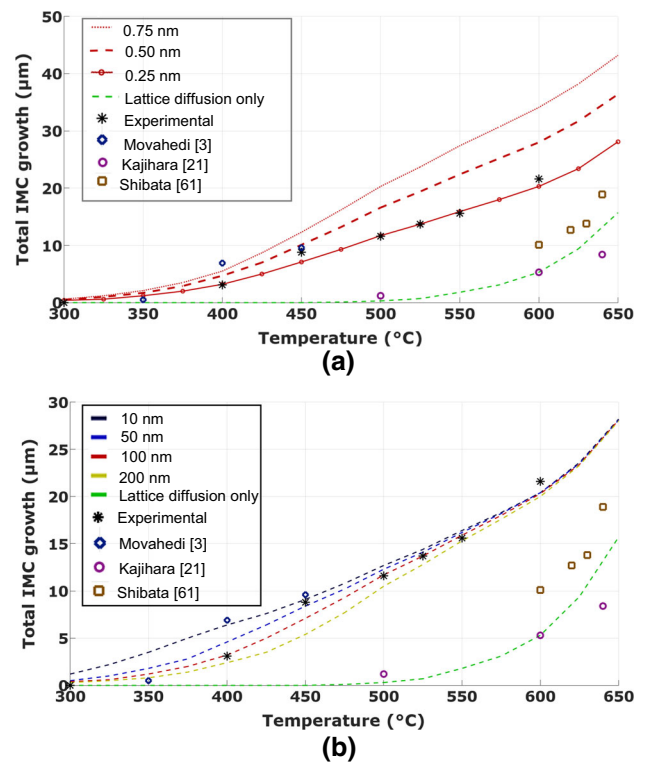 50
40
30
20
10
0
Total IMC growth (µm)
0.75 nm
0.50 nm
0.25 nm
Lattice diffusion only
Experimental
Movahedi [3]
Kajihara [21]
Shibata [61]
300 350 400 450 500 550 600 650
Temperature (°C)
(a)
30
25
20
15
10
5
0
Total IMC growth (µm)
10 nm
50 nm
100 nm
200 nm
Lattice diffusion only
Experimental
Movahedi [3]
Kajihara [21]
Shibata [61]
300 350 400 450 500 550 600 650
Temperature (°C)
(b)